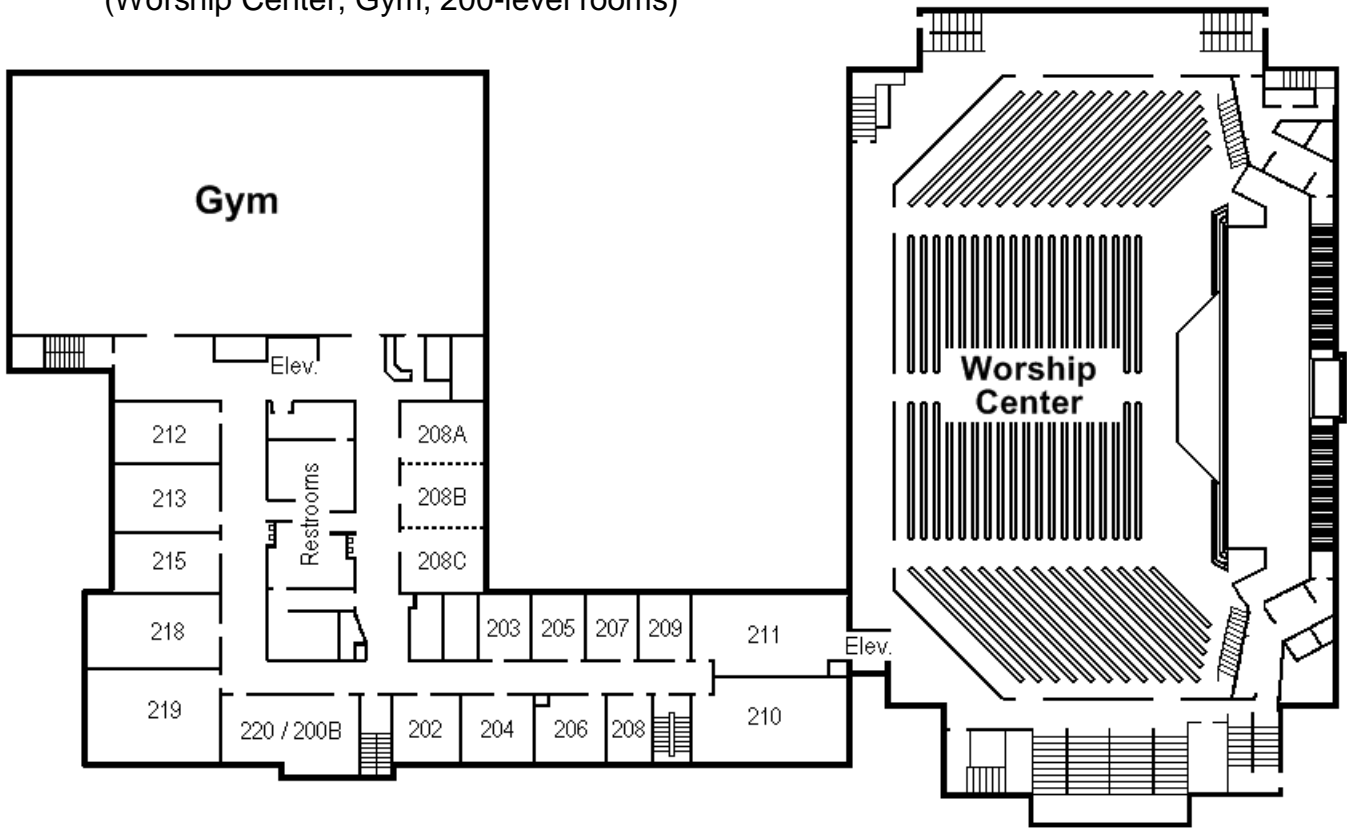 (Worship Center, Gym, 200-level rooms)
Gym
Elev.
Worship
Center
212
208A
213
Restrooms
208B
215
208C
218
203
205
207
209
211
Elev.
219
220 / 200B
202
204
206
208
210